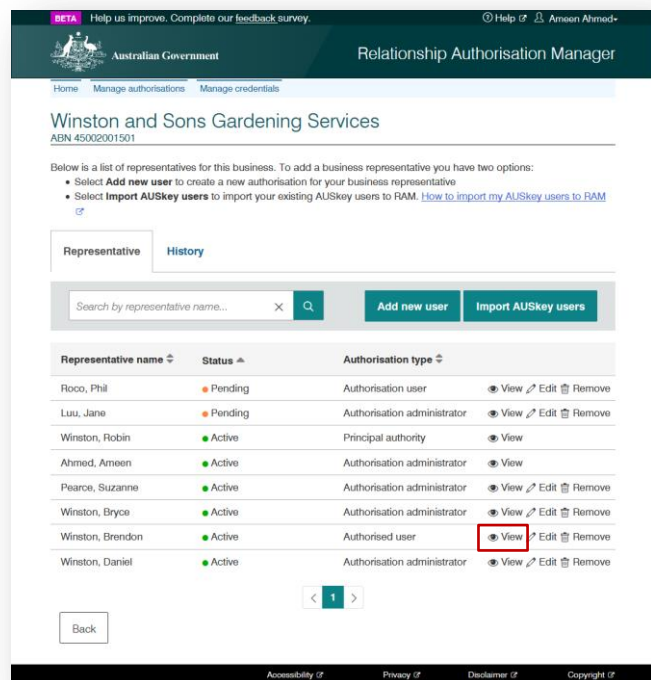 BETA Help us improve. Complete our feedback survey. Help Ameen Ahmed
Australian Government Relationship Authorisation Manager
Home Manage authorisations Manage credentials
Winston and Sons Gardening Services
ABN 45002001501
Below is a list of representatives for this business. To add a business representative you have two options:
• Select Add new user to create a new authorisation for your business representative
• Select Import AUSkey users to import your existing AUSkey users to RAM. How to import my AUSkey users to RAM
Representative History
Search by representative name... Add new user Import AUSkey users
Representative name Status Authorisation type
Roco, Phil Pending Authorisation user View Edit Remove
Luu, Jane Pending Authorisation administrator View Edit Remove
Winston, Robin Active Principal authority View
Ahmed, Ameen Active Authorisation administrator View
Pearce, Suzanne Active Authorisation administrator View Edit Remove
Winston, Bryce Active Authorisation administrator View Edit Remove
Winston, Brendon Active Authorised user View Edit Remove
Winston, Daniel Active Authorisation administrator View Edit Remove
< 1 >
Back
Accessibility Privacy Disclaimer Copyright